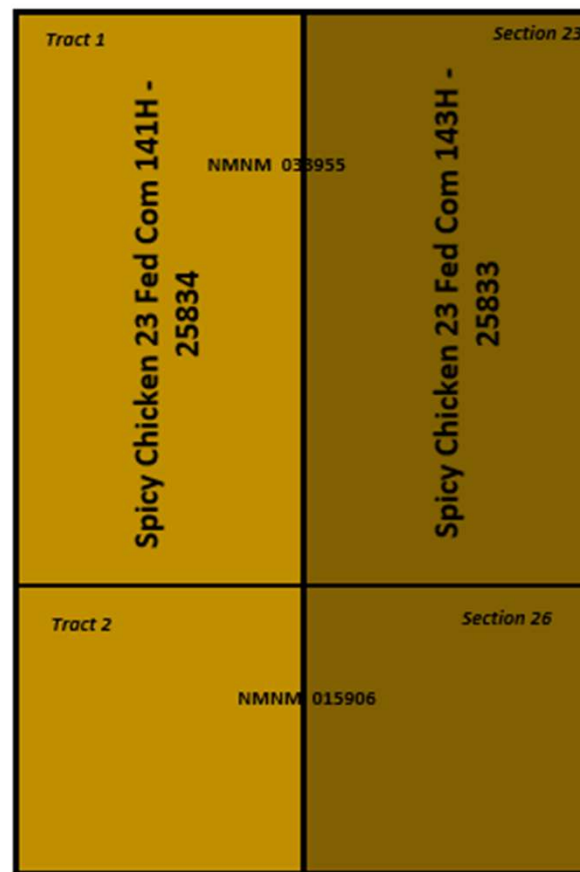 Tract 1
Section 23
Spicy Chicken 23 Fed Com 141H -
25834
Spicy Chicken 23 Fed Com 143H -
25833
NMNM
Tract 2
Section 26
NMNM 015906